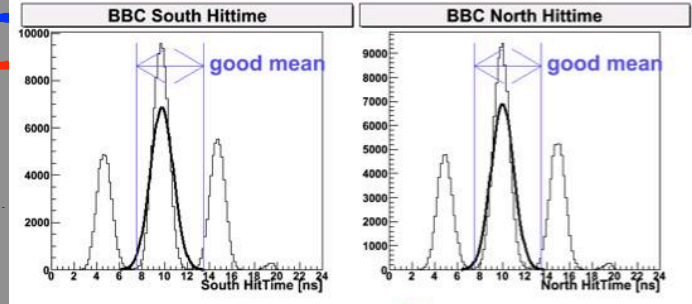 BBC South Hittime
10000
8000
6000
4000
2000
0
0 2 4 6 8 10 12 14 16 18 20 22 24
good mean
South HitTime [ns]
BBC North Hittime
9000
8000
7000
6000
5000
4000
3000
2000
1000
0
0 2 4 6 8 10 12 14 16 18 20 22 24
good mean
North HitTime [ns]